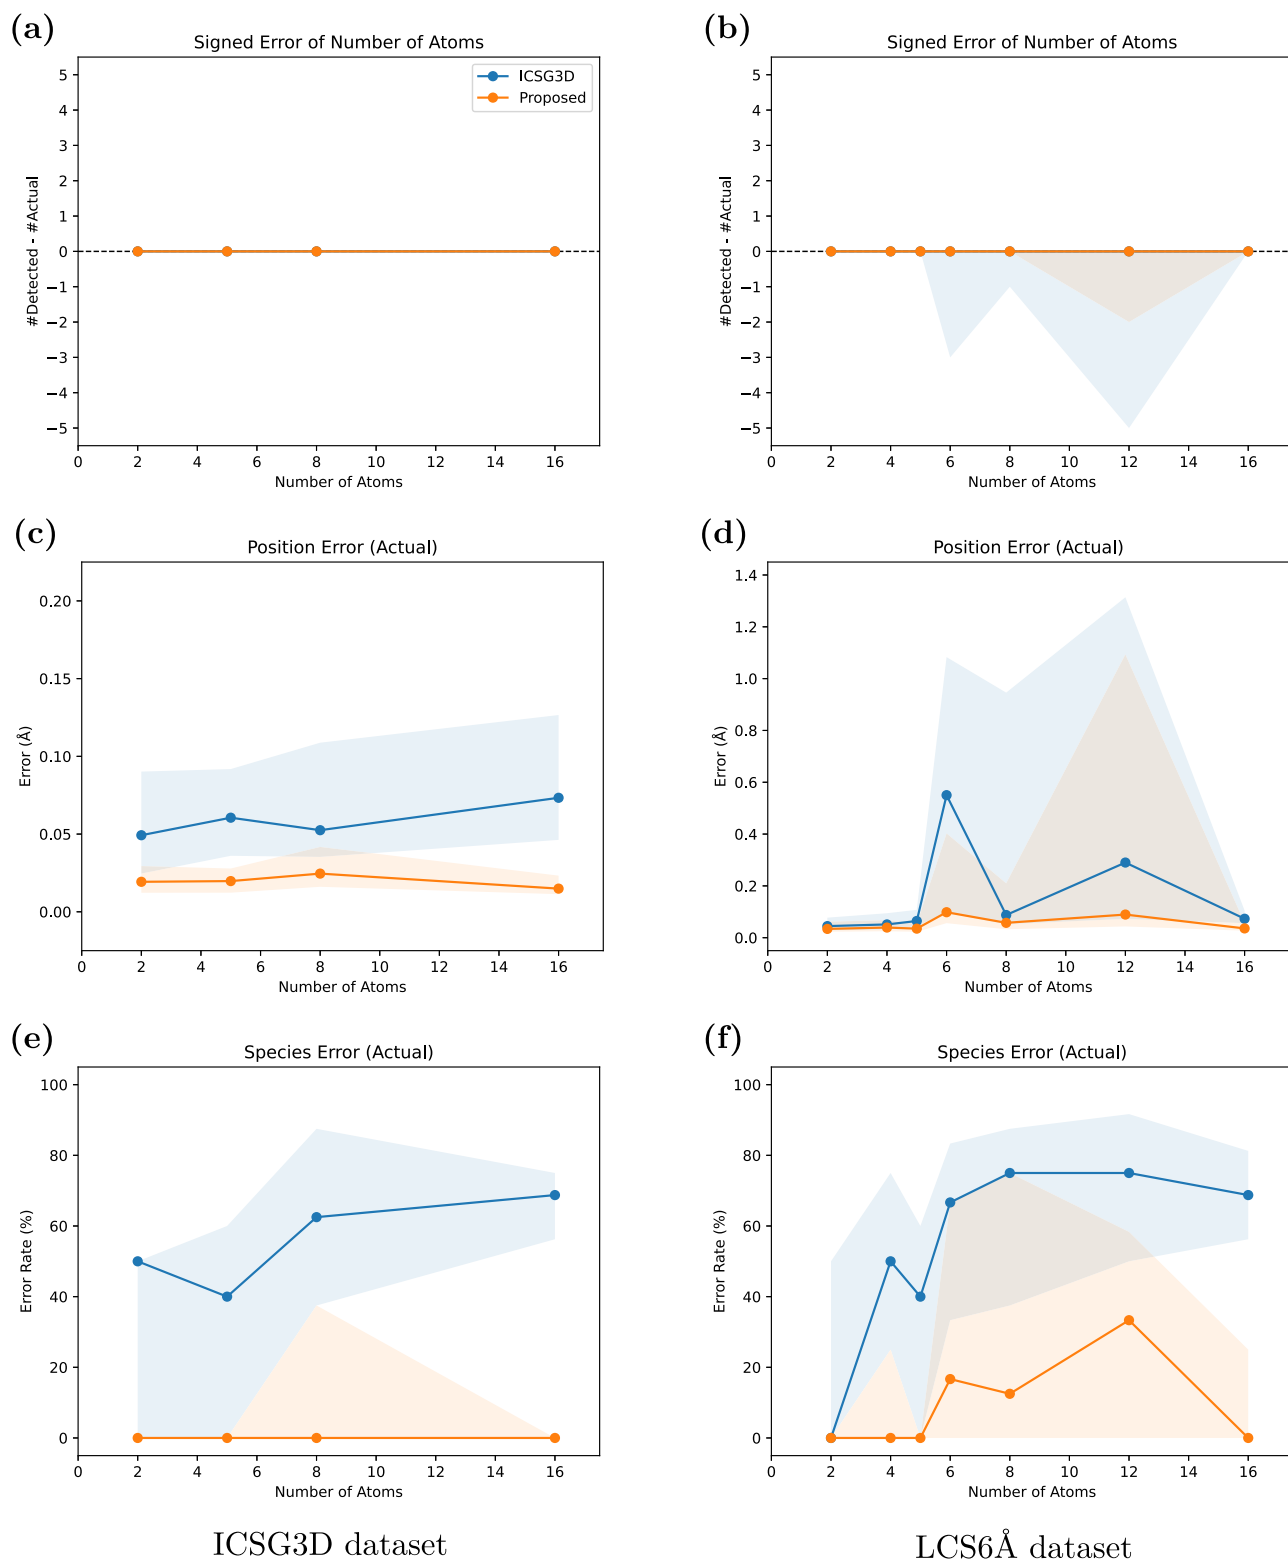 (a)
Signed Error of Number of Atoms
ICSG3D
Proposed
#Detected - #Actual
5
4
3
2
1
0
−1
−2
−3
−4
−5
0 2 4 6 8 10 12 14 16
Number of Atoms
(b)
Signed Error of Number of Atoms
#Detected - #Actual
5
4
3
2
1
0
−1
−2
−3
−4
−5
0 2 4 6 8 10 12 14 16
Number of Atoms
(c)
Position Error (Actual)
Error (Å)
0.20
0.15
0.10
0.05
0.00
0 2 4 6 8 10 12 14 16
Number of Atoms
(d)
Position Error (Actual)
Error (Å)
1.4
1.2
1.0
0.8
0.6
0.4
0.2
0.0
0 2 4 6 8 10 12 14 16
Number of Atoms
(e)
Species Error (Actual)
Error Rate (%)
100
80
60
40
20
0
0 2 4 6 8 10 12 14 16
Number of Atoms
(f)
Species Error (Actual)
Error Rate (%)
100
80
60
40
20
0
0 2 4 6 8 10 12 14 16
Number of Atoms
ICSG3D dataset
LCS6Å dataset